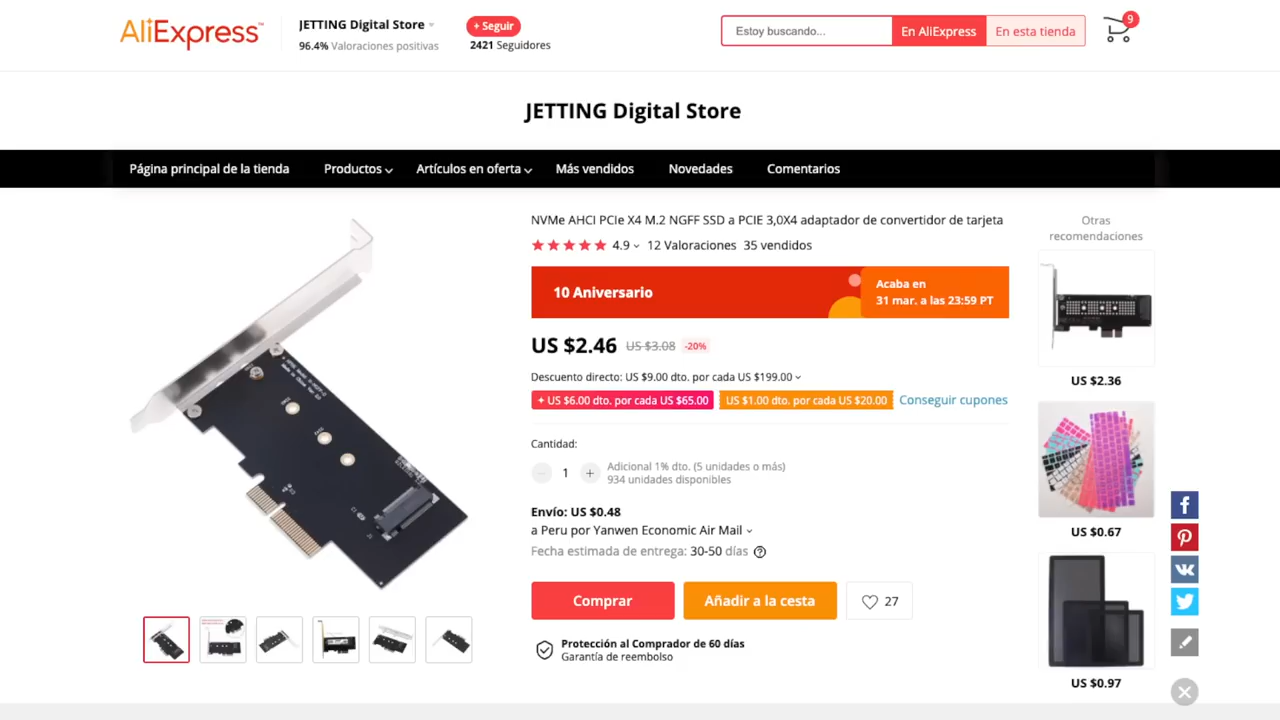 AliExpress™
JETTING Digital Store
96.4% Valoraciones positivas
+ Seguir
2421 Seguidores
Estoy buscando...
En AliExpress
En esta tienda
9
JETTING Digital Store
Página principal de la tienda
Productos
Artículos en oferta
Más vendidos
Novedades
Comentarios
NVMe AHCI PCIe X4 M.2 NGFF SSD a PCIE 3,0X4 adaptador de convertidor de tarjeta
4.9
12 Valoraciones
35 vendidos
10 Aniversario
Acaba en
31 mar. a las 23:59 PT
US $2.46
US $3.08
-20%
Descuento directo: US $9.00 dto. por cada US $199.00
+ US $6.00 dto. por cada US $65.00
US $1.00 dto. por cada US $20.00
Conseguir cupones
Cantidad:
1
+
Adicional 1% dto. (5 unidades o más)
934 unidades disponibles
Envío: US $0.48
a Peru por Yanwen Economic Air Mail
Fecha estimada de entrega: 30-50 días
Comprar
Añadir a la cesta
27
Protección al Comprador de 60 días
Garantía de reembolso
Otras
recomendaciones
US $2.36
US $0.67
US $0.97